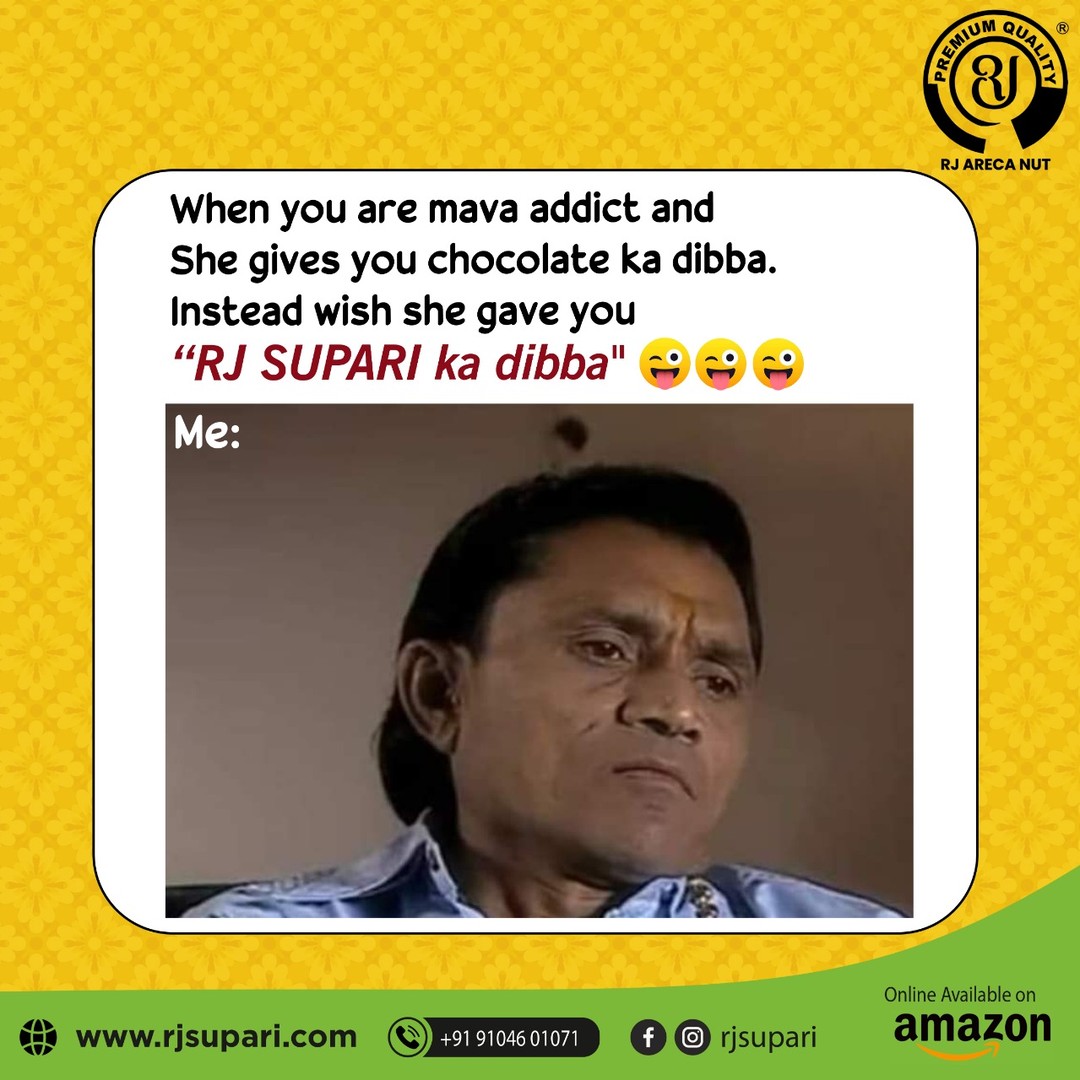 PREMIUM QUALITY
®
RJ ARECA NUT
When you are mava addict and
She gives you chocolate ka dibba.
Instead wish she gave you
“RJ SUPARI ka dibba" 😜😜😜
Me:
Online Available on
amazon
www.rjsupari.com
+91 91046 01071
rjsupari